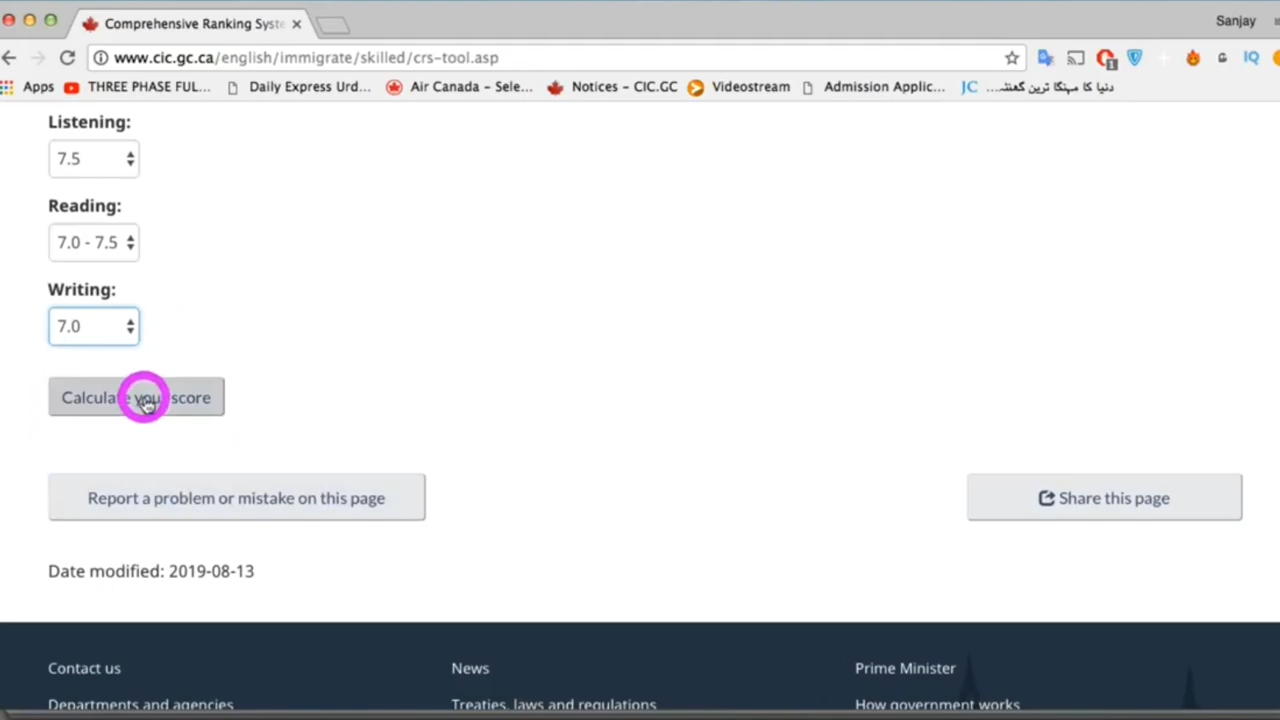 Comprehensive Ranking Syste
Sanjay
www.cic.gc.ca/english/immigrate/skilled/crs-tool.asp
Apps THREE PHASE FUL... Daily Express Urd... Air Canada – Sele... Notices – CIC.GC Videostream Admission Applic... JC ...دنیا کا مہنگا ترین گھنٹہ
Listening:
7.5
Reading:
7.0 - 7.5
Writing:
7.0
Calculate your score
Report a problem or mistake on this page
Share this page
Date modified: 2019-08-13
Contact us News Prime Minister
Departments and agencies Treaties, laws and regulations How government works